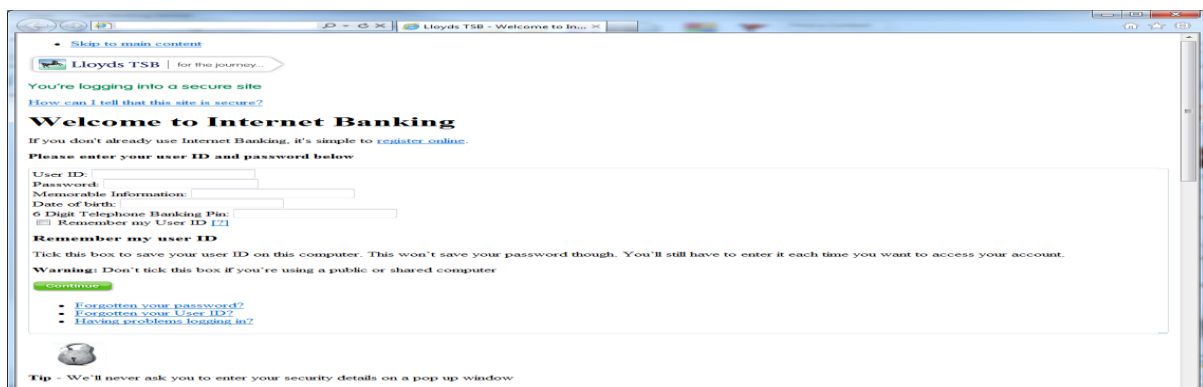 Lloyds TSB - Welcome to In...
Skip to main content
Lloyds TSB | for the journey...
You're logging into a secure site
How can I tell that this site is secure?
Welcome to Internet Banking
If you don't already use Internet Banking, it's simple to register online.
Please enter your user ID and password below
User ID:
Password:
Memorable Information:
Date of birth:
6 Digit Telephone Banking Pin:
Remember my User ID [?]
Remember my user ID
Tick this box to save your user ID on this computer. This won't save your password though. You'll still have to enter it each time you want to access your account.
Warning: Don't tick this box if you're using a public or shared computer
Continue
Forgotten your password?
Forgotten your User ID?
Having problems logging in?
Tip - We'll never ask you to enter your security details on a pop up window